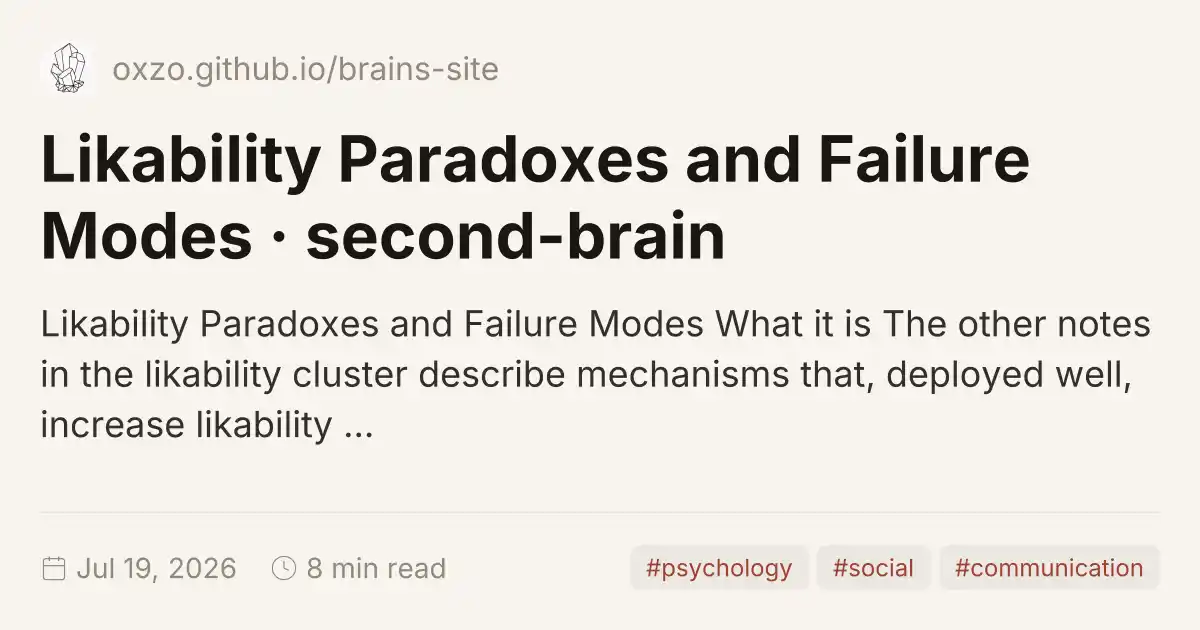 oxzo.github.io/brains-site
Likability Paradoxes and Failure
Modes · second-brain
Likability Paradoxes and Failure Modes What it is The other notes
in the likability cluster describe mechanisms that, deployed well,
increase likability ...
Jul 19, 2026 8 min read #psychology #social #communication